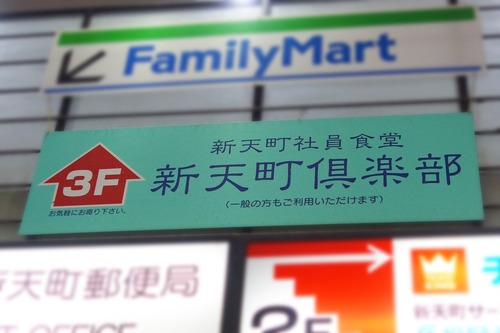 FamilyMart
新天町社員食堂
3F
新天町倶楽部
お気軽にお寄り下さい。
(一般の方もご利用いただけます)
天町郵便局
新天町サー